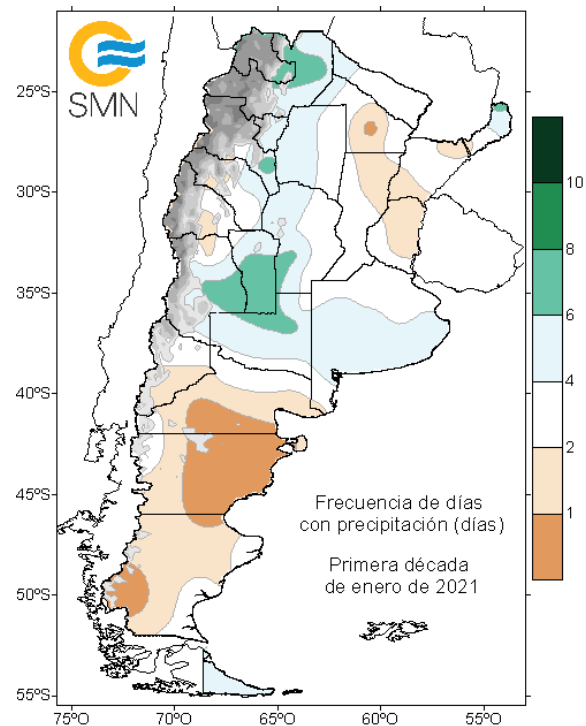 SMN
25ºS
30ºS
35ºS
40ºS
45ºS
50ºS
55ºS
75ºO
70ºO
65ºO
60ºO
55ºO
10
8
6
4
2
1
Frecuencia de días
con precipitación (días)
Primera década
de enero de 2021